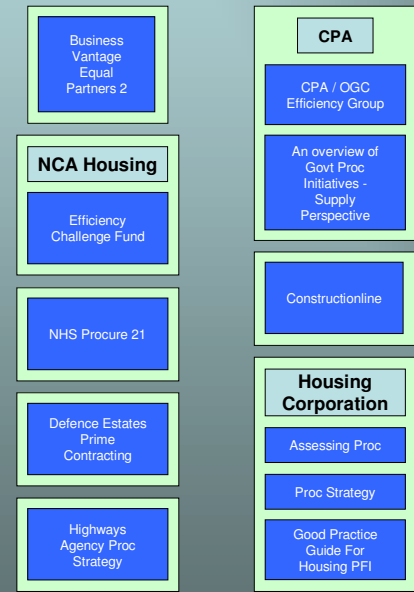 Business
Vantage
Equal
Partners 2
NCA Housing
Efficiency
Challenge Fund
NHS Procure 21
Defence Estates
Prime
Contracting
Highways
Agency Proc
Strategy
CPA
CPA / OGC
Efficiency Group
An overview of
Govt Proc
Initiatives -
Supply
Perspective
Constructionline
Housing
Corporation
Assessing Proc
Proc Strategy
Good Practice
Guide For
Housing PFI